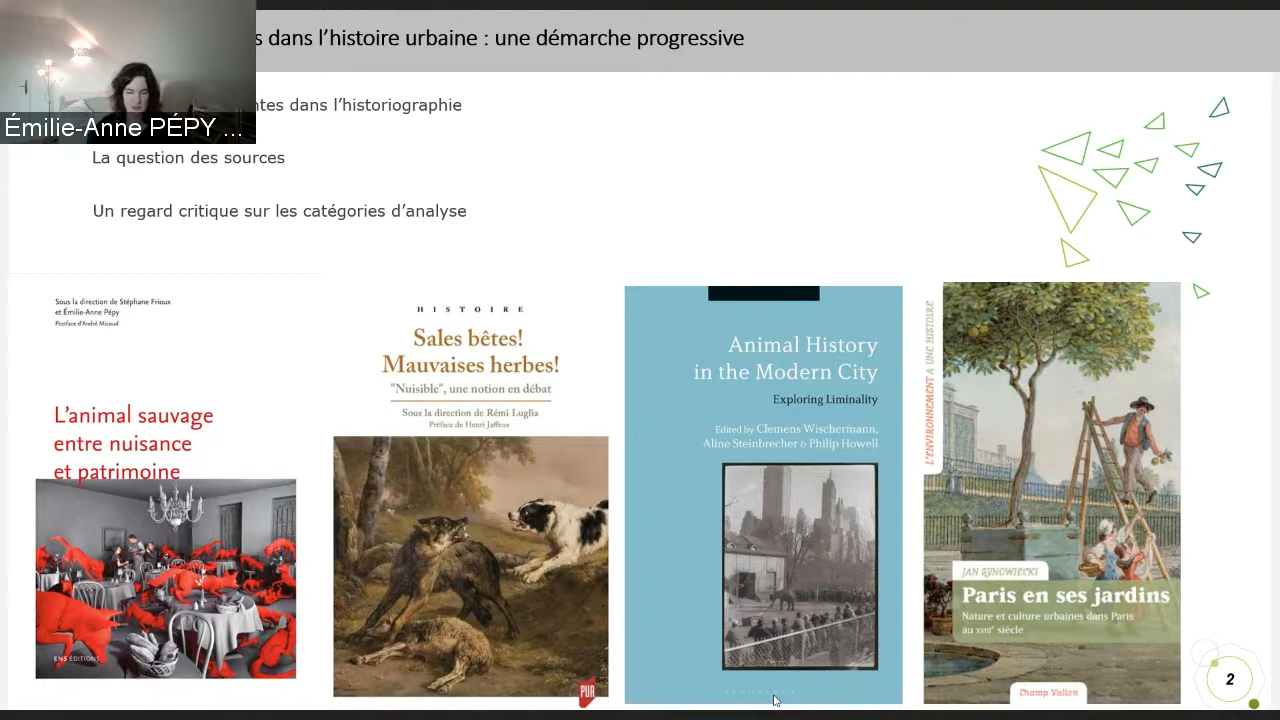 s dans l’histoire urbaine : une démarche progressive
ntes dans l’historiographie
Émilie-Anne PÉPY ...
La question des sources
Un regard critique sur les catégories d’analyse
Sous la direction de Stéphane Frioux
et Émilie-Anne Pépy
Postface d’André Micoud
L’animal sauvage
entre nuisance
et patrimoine
ENS ÉDITIONS
HISTOIRE
Sales bêtes!
Mauvaises herbes!
"Nuisible", une notion en débat
Sous la direction de Rémi Luglia
Préface de Henri Jaffeux
PUR
Animal History
in the Modern City
Exploring Liminality
Edited by Clemens Wischermann,
Aline Steinbrecher & Philip Howell
L’ENVIRONNEMENT A UNE HISTOIRE
JAN SYNOWIECKI
Paris en ses jardins
Nature et culture urbaines dans Paris
au XVIIIe siècle
Champ Vallon
2